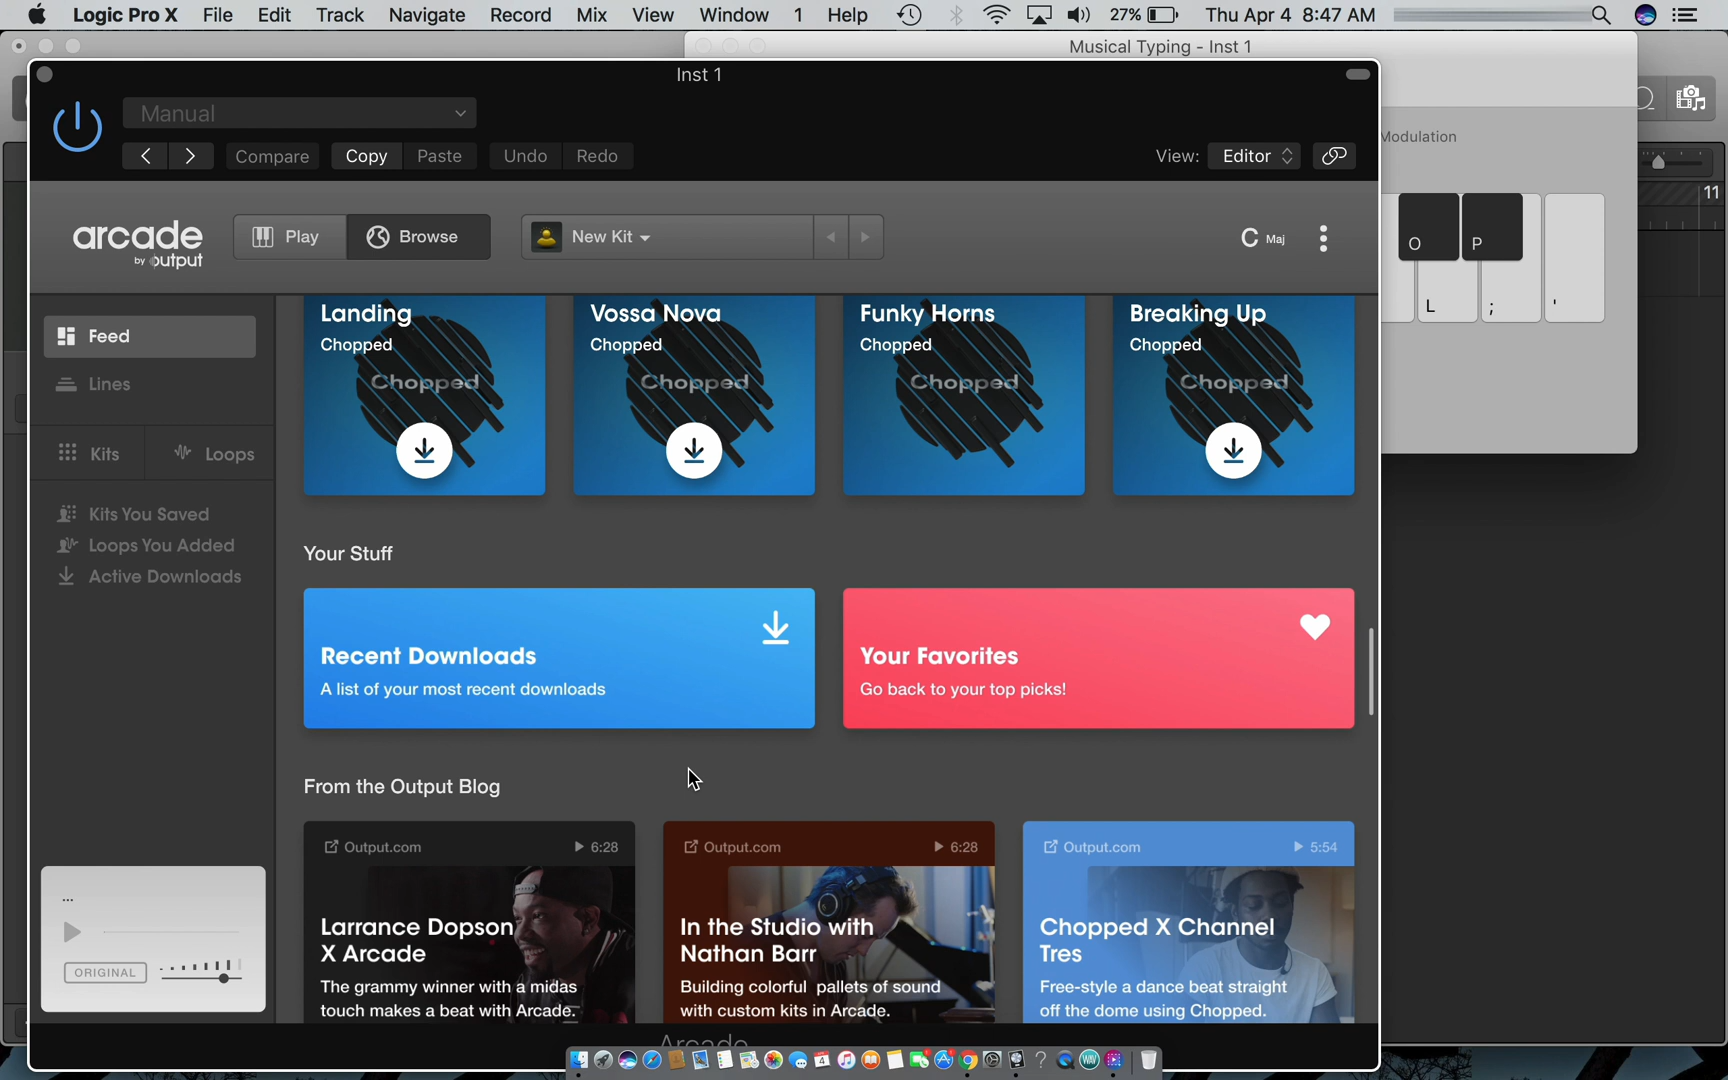 Logic Pro X File Edit Track Navigate Record Mix View Window 1 Help 27% Thu Apr 4 8:47 AM
Musical Typing - Inst 1
Inst 1
Manual
Compare Copy Paste Undo Redo View: Editor
Modulation
11
arcade
by output
Play Browse New Kit C Maj
O P
L ; '
Feed
Lines
Kits Loops
Kits You Saved
Loops You Added
Active Downloads
Landing
Chopped
Chopped
Vossa Nova
Chopped
Chopped
Funky Horns
Chopped
Chopped
Breaking Up
Chopped
Chopped
Your Stuff
Recent Downloads
A list of your most recent downloads
Your Favorites
Go back to your top picks!
From the Output Blog
Output.com 6:28
Larrance Dopson
X Arcade
The grammy winner with a midas
touch makes a beat with Arcade.
Output.com 6:28
In the Studio with
Nathan Barr
Building colorful pallets of sound
with custom kits in Arcade.
Output.com 5:54
Chopped X Channel
Tres
Free-style a dance beat straight
off the dome using Chopped.
...
ORIGINAL
Arcade